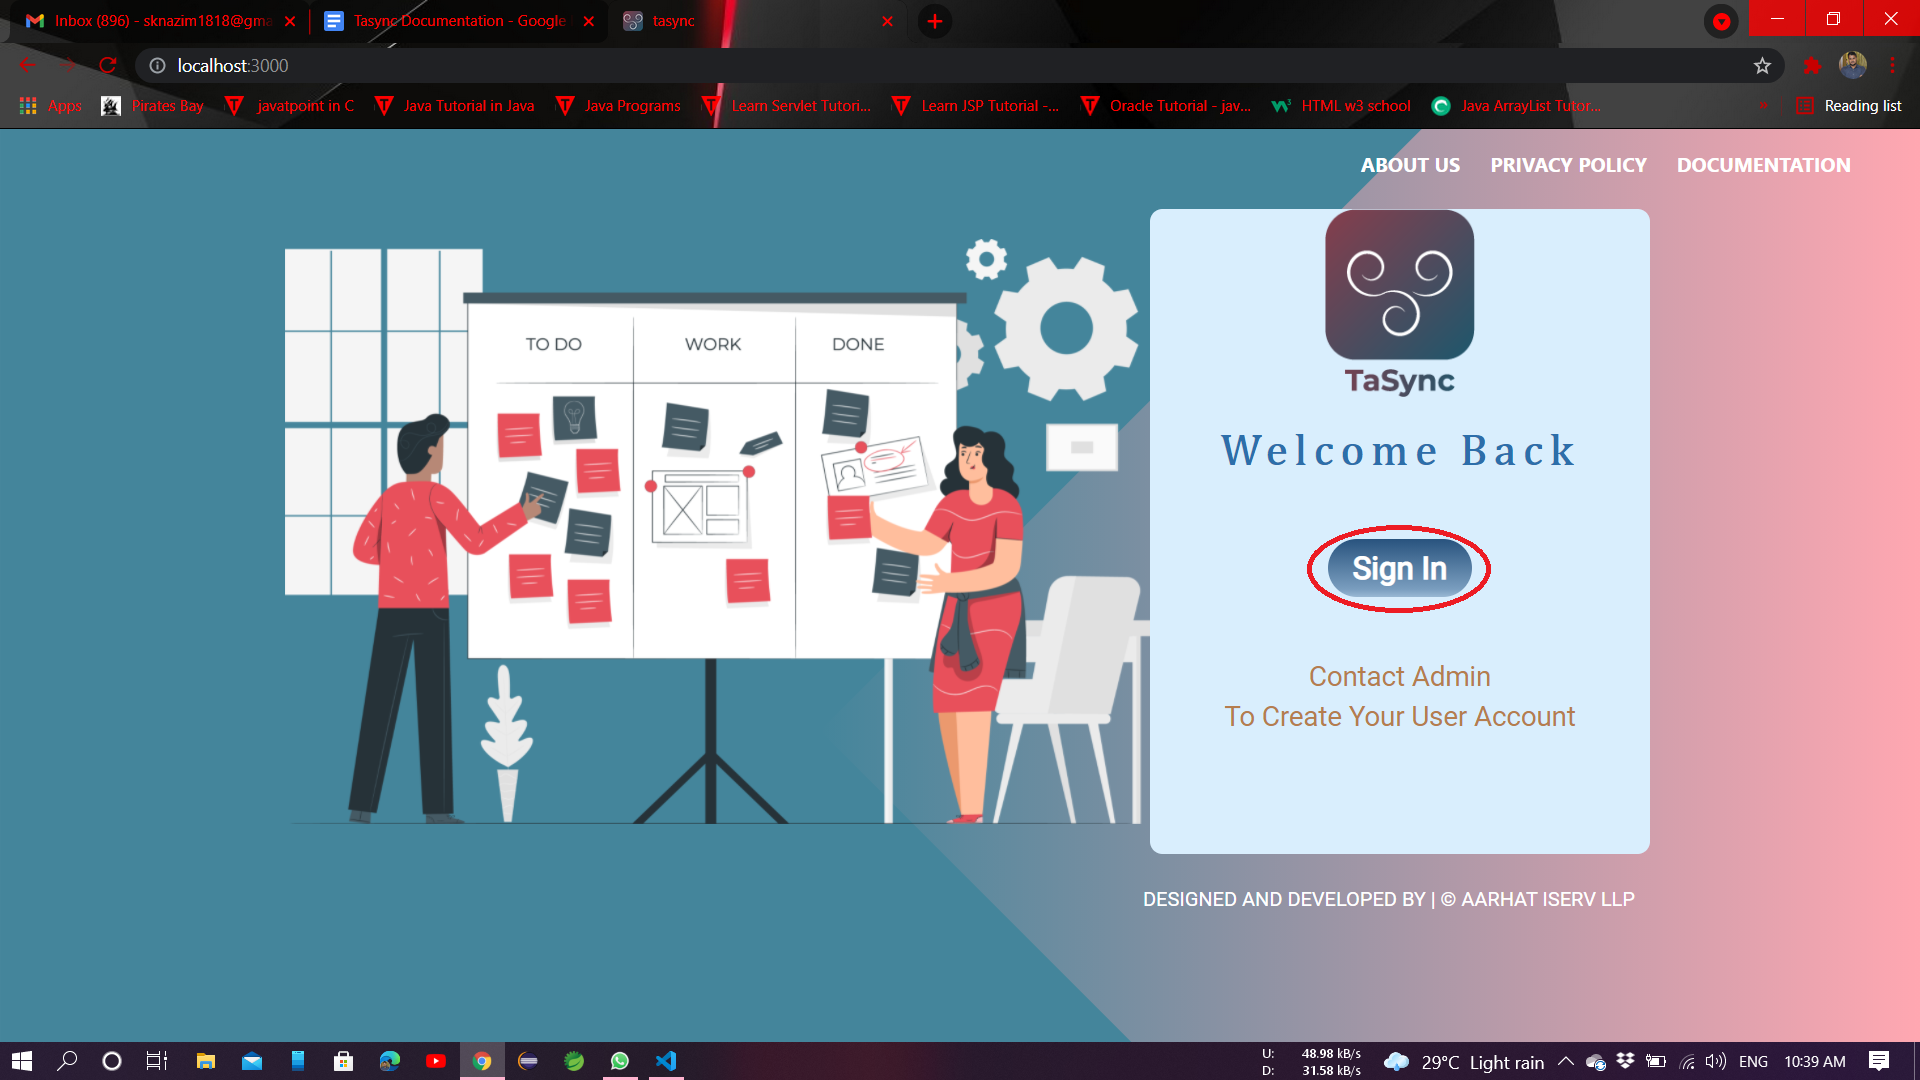 Inbox (896) - sknazim1818@gma
Tasync Documentation - Google
tasync
localhost:3000
Apps
Pirates Bay
javatpoint in C
Java Tutorial in Java
Java Programs
Learn Servlet Tutori...
Learn JSP Tutorial -...
Oracle Tutorial - jav...
HTML w3 school
Java ArrayList Tutor...
Reading list
ABOUT US
PRIVACY POLICY
DOCUMENTATION
TO DO
WORK
DONE
TaSync
Welcome Back
Sign In
Contact Admin
To Create Your User Account
DESIGNED AND DEVELOPED BY | © AARHAT ISERV LLP
U: 48.98 kB/s
D: 31.58 kB/s
29°C Light rain
ENG
10:39 AM